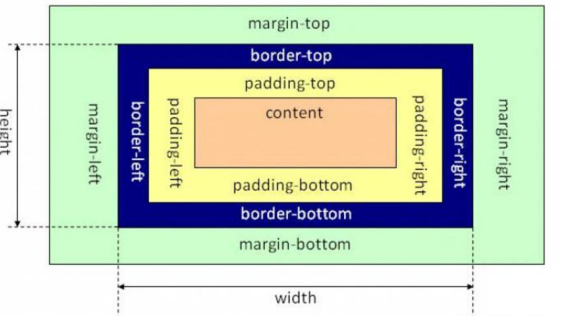 margin-top
border-top
padding-top
content
height
margin-left
border-left
padding-left
padding-right
border-right
margin-right
padding-bottom
border-bottom
margin-bottom
width